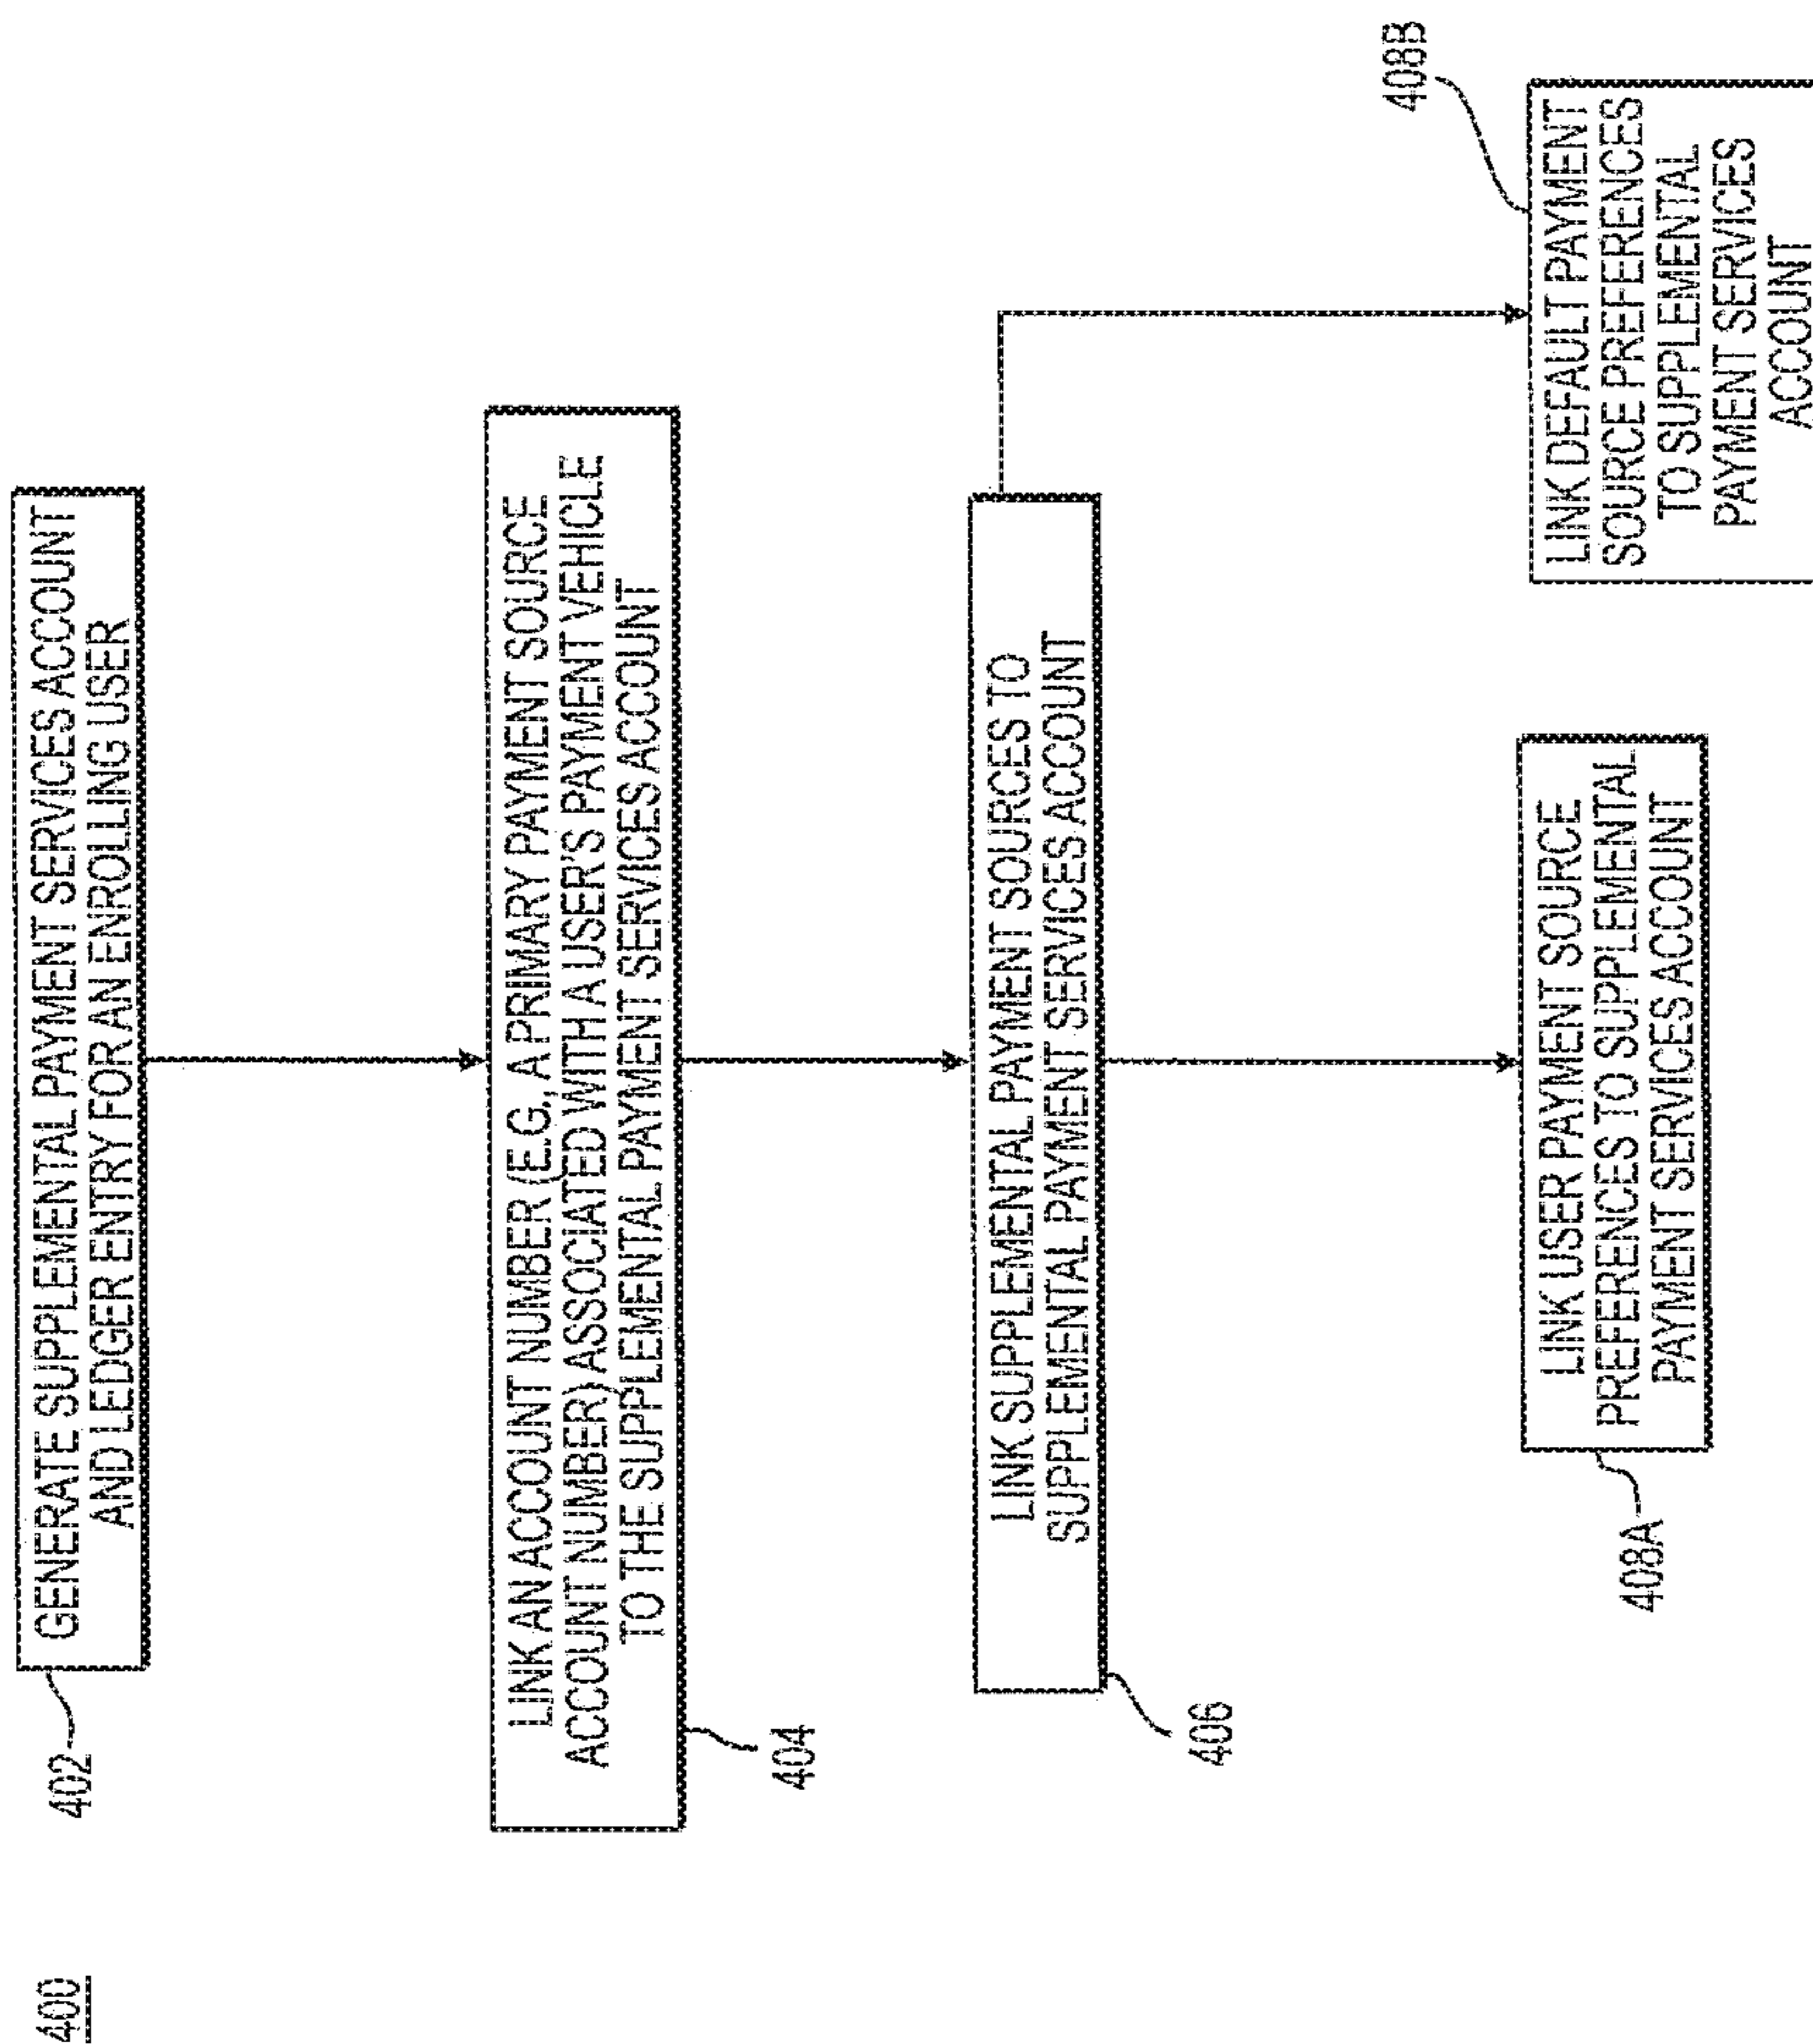 400
402
GENERATE SUPPLEMENTAL PAYMENT SERVICES ACCOUNT
AND LEDGER ENTRY FOR AN ENROLLING USER
LINK AN ACCOUNT NUMBER (E.G., A PRIMARY PAYMENT SOURCE
ACCOUNT NUMBER) ASSOCIATED WITH A USER'S PAYMENT VEHICLE
TO THE SUPPLEMENTAL PAYMENT SERVICES ACCOUNT
404
LINK SUPPLEMENTAL PAYMENT SOURCES TO
SUPPLEMENTAL PAYMENT SERVICES ACCOUNT
406
408A
LINK USER PAYMENT SOURCE
PREFERENCES TO SUPPLEMENTAL
PAYMENT SERVICES ACCOUNT
408B
LINK DEFAULT PAYMENT
SOURCE PREFERENCES
TO SUPPLEMENTAL
PAYMENT SERVICES
ACCOUNT